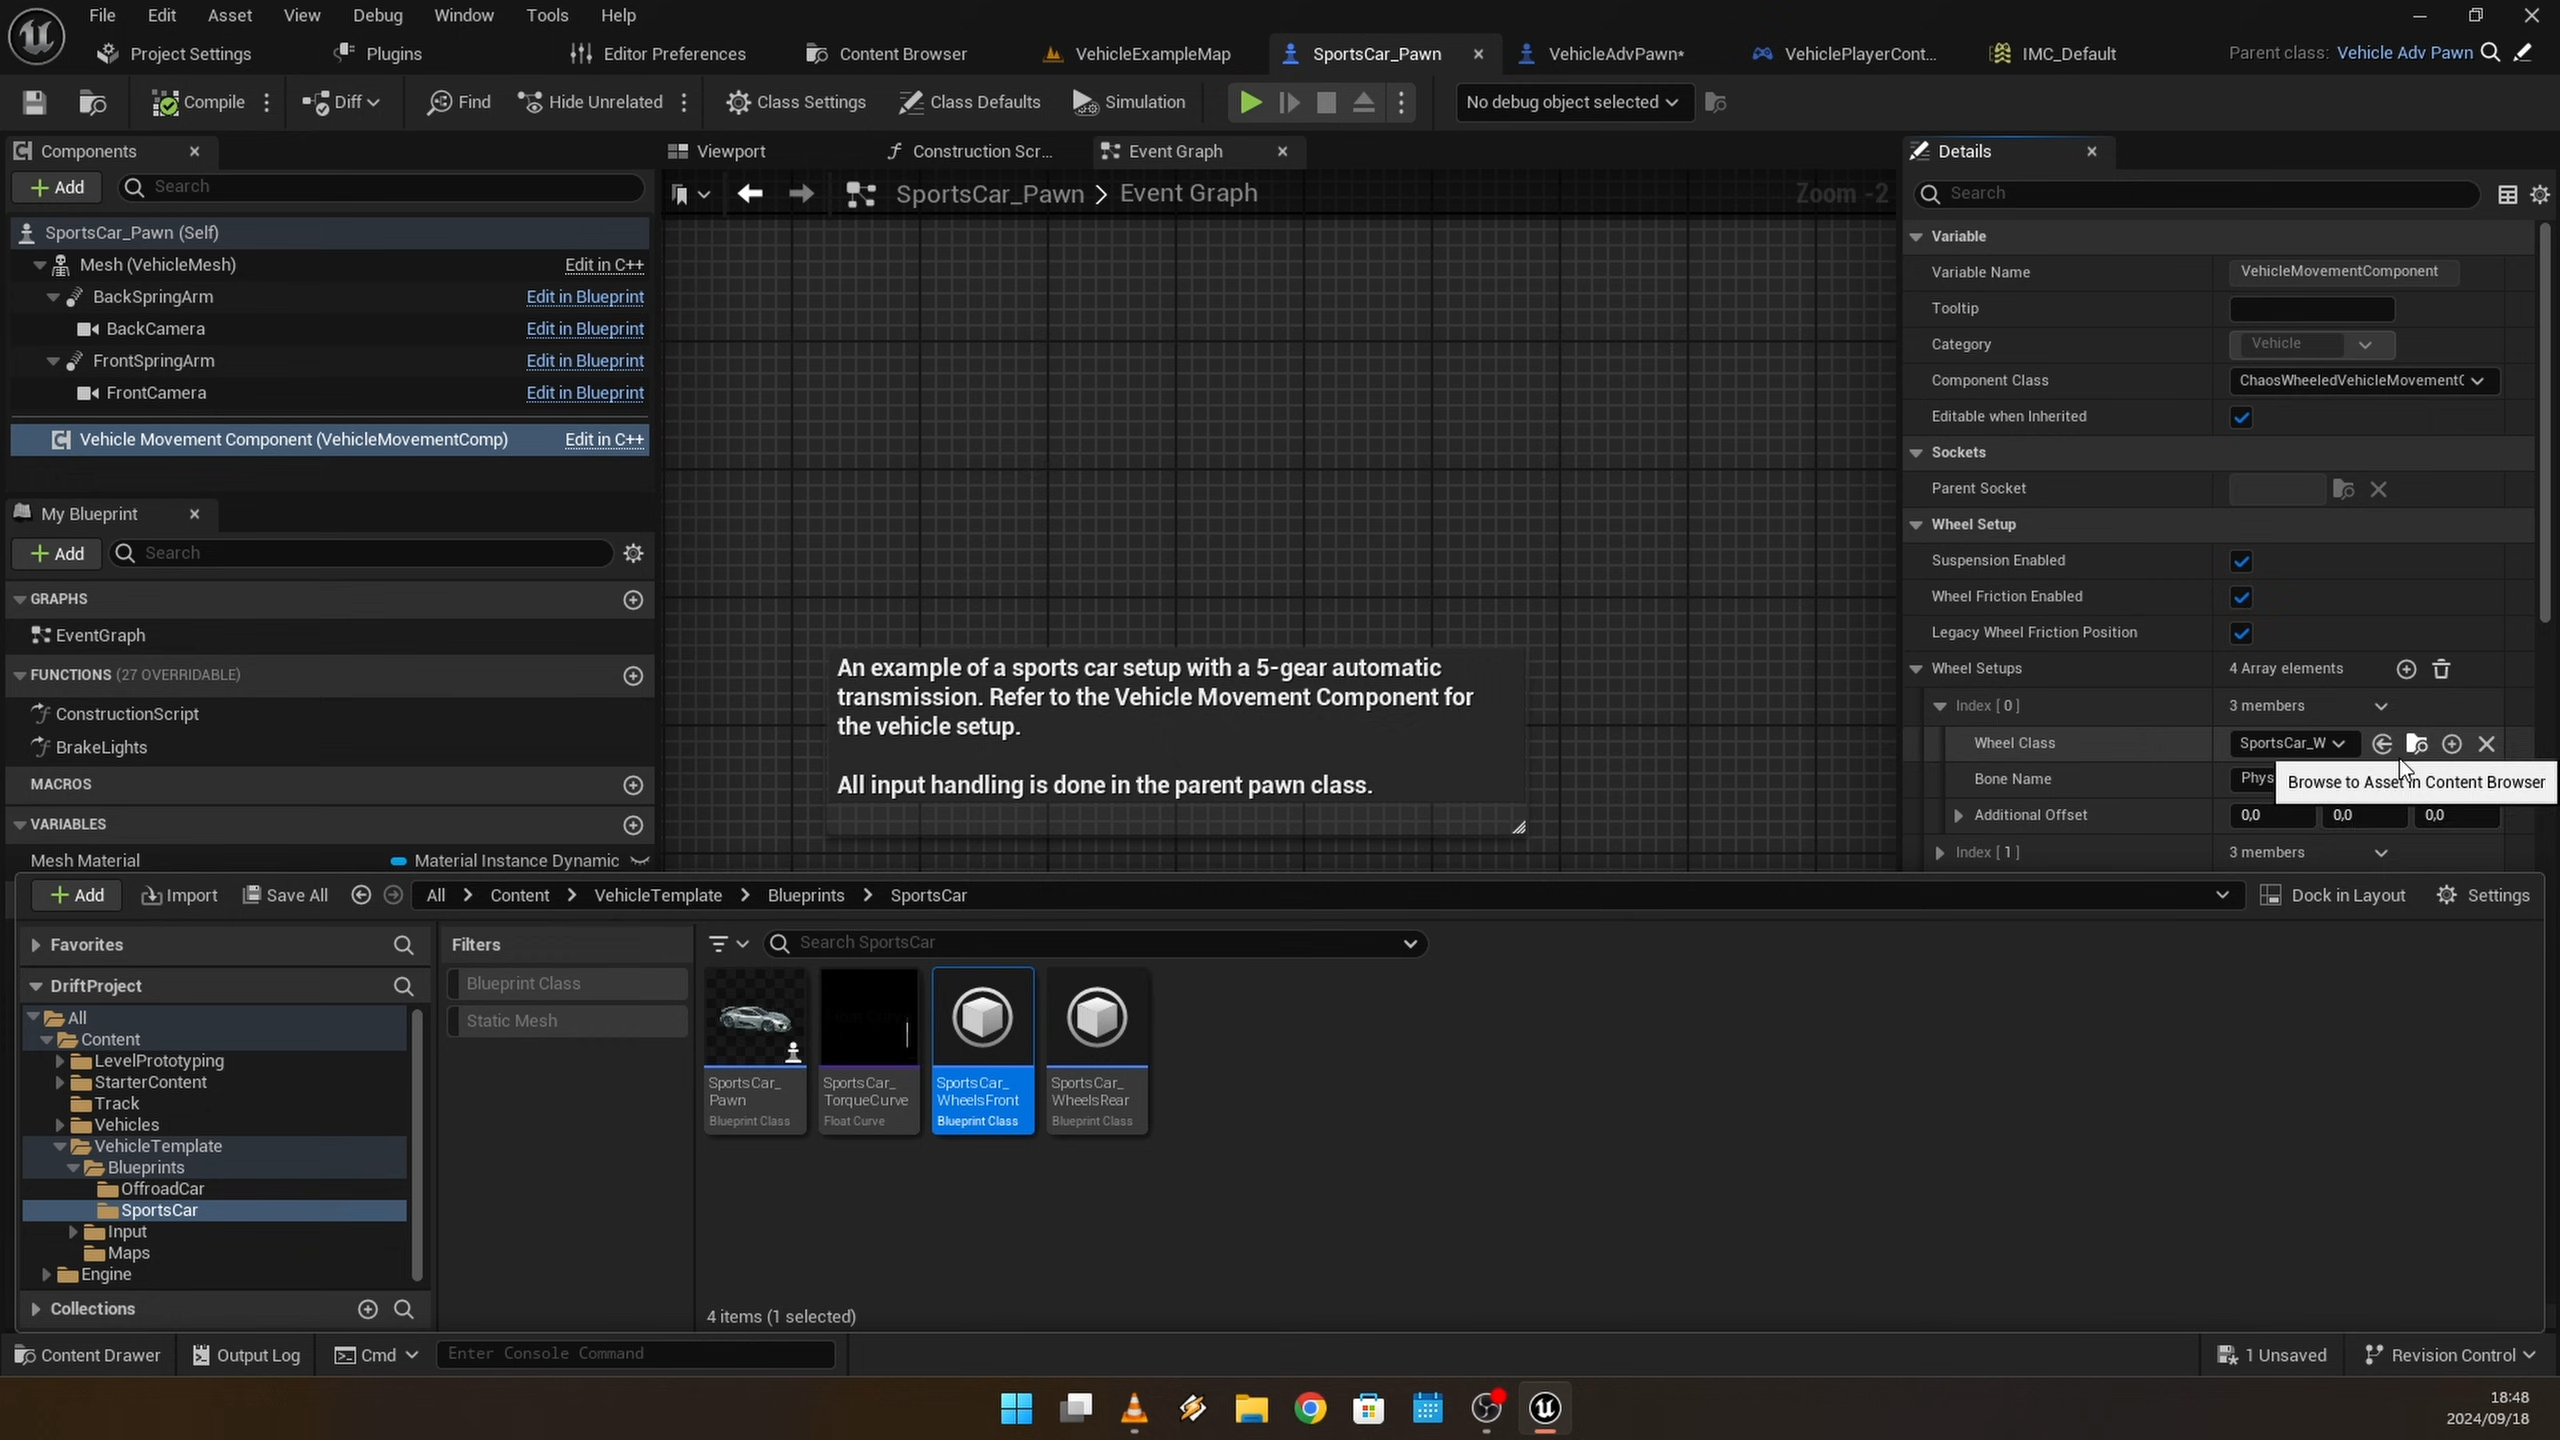 File Edit Asset View Debug Window Tools Help
Project Settings Plugins Editor Preferences Content Browser VehicleExampleMap SportsCar_Pawn VehicleAdvPawn* VehiclePlayerCont... IMC_Default Parent class: Vehicle Adv Pawn
Compile Diff Find Hide Unrelated Class Settings Class Defaults Simulation No debug object selected
Components
Add Search
SportsCar_Pawn (Self)
Mesh (VehicleMesh) Edit in C++
BackSpringArm Edit in Blueprint
BackCamera Edit in Blueprint
FrontSpringArm Edit in Blueprint
FrontCamera Edit in Blueprint
Vehicle Movement Component (VehicleMovementComp) Edit in C++
My Blueprint
Add Search
GRAPHS
EventGraph
FUNCTIONS (27 OVERRIDABLE)
ConstructionScript
BrakeLights
MACROS
VARIABLES
Mesh Material Material Instance Dynamic
Viewport Construction Scr... Event Graph
SportsCar_Pawn > Event Graph Zoom -2
An example of a sports car setup with a 5-gear automatic
transmission. Refer to the Vehicle Movement Component for
the vehicle setup.
All input handling is done in the parent pawn class.
Details
Search
Variable
Variable Name VehicleMovementComponent
Tooltip
Category Vehicle
Component Class ChaosWheeledVehicleMovementC
Editable when Inherited
Sockets
Parent Socket
Wheel Setup
Suspension Enabled
Wheel Friction Enabled
Legacy Wheel Friction Position
Wheel Setups 4 Array elements
Index [ 0 ] 3 members
Wheel Class SportsCar_W
Bone Name Phys
Browse to Asset in Content Browser
Additional Offset 0,0 0,0 0,0
Index [ 1 ] 3 members
Add Import Save All All > Content > VehicleTemplate > Blueprints > SportsCar Dock in Layout Settings
Favorites
DriftProject
All
Content
LevelPrototyping
StarterContent
Track
Vehicles
VehicleTemplate
Blueprints
OffroadCar
SportsCar
Input
Maps
Engine
Collections
Filters
Blueprint Class
Static Mesh
Search SportsCar
SportsCar_
Pawn
Blueprint Class
SportsCar_
TorqueCurve
Float Curve
SportsCar_
WheelsFront
Blueprint Class
SportsCar_
WheelsRear
Blueprint Class
4 items (1 selected)
Content Drawer Output Log Cmd Enter Console Command 1 Unsaved Revision Control
18:48
2024/09/18